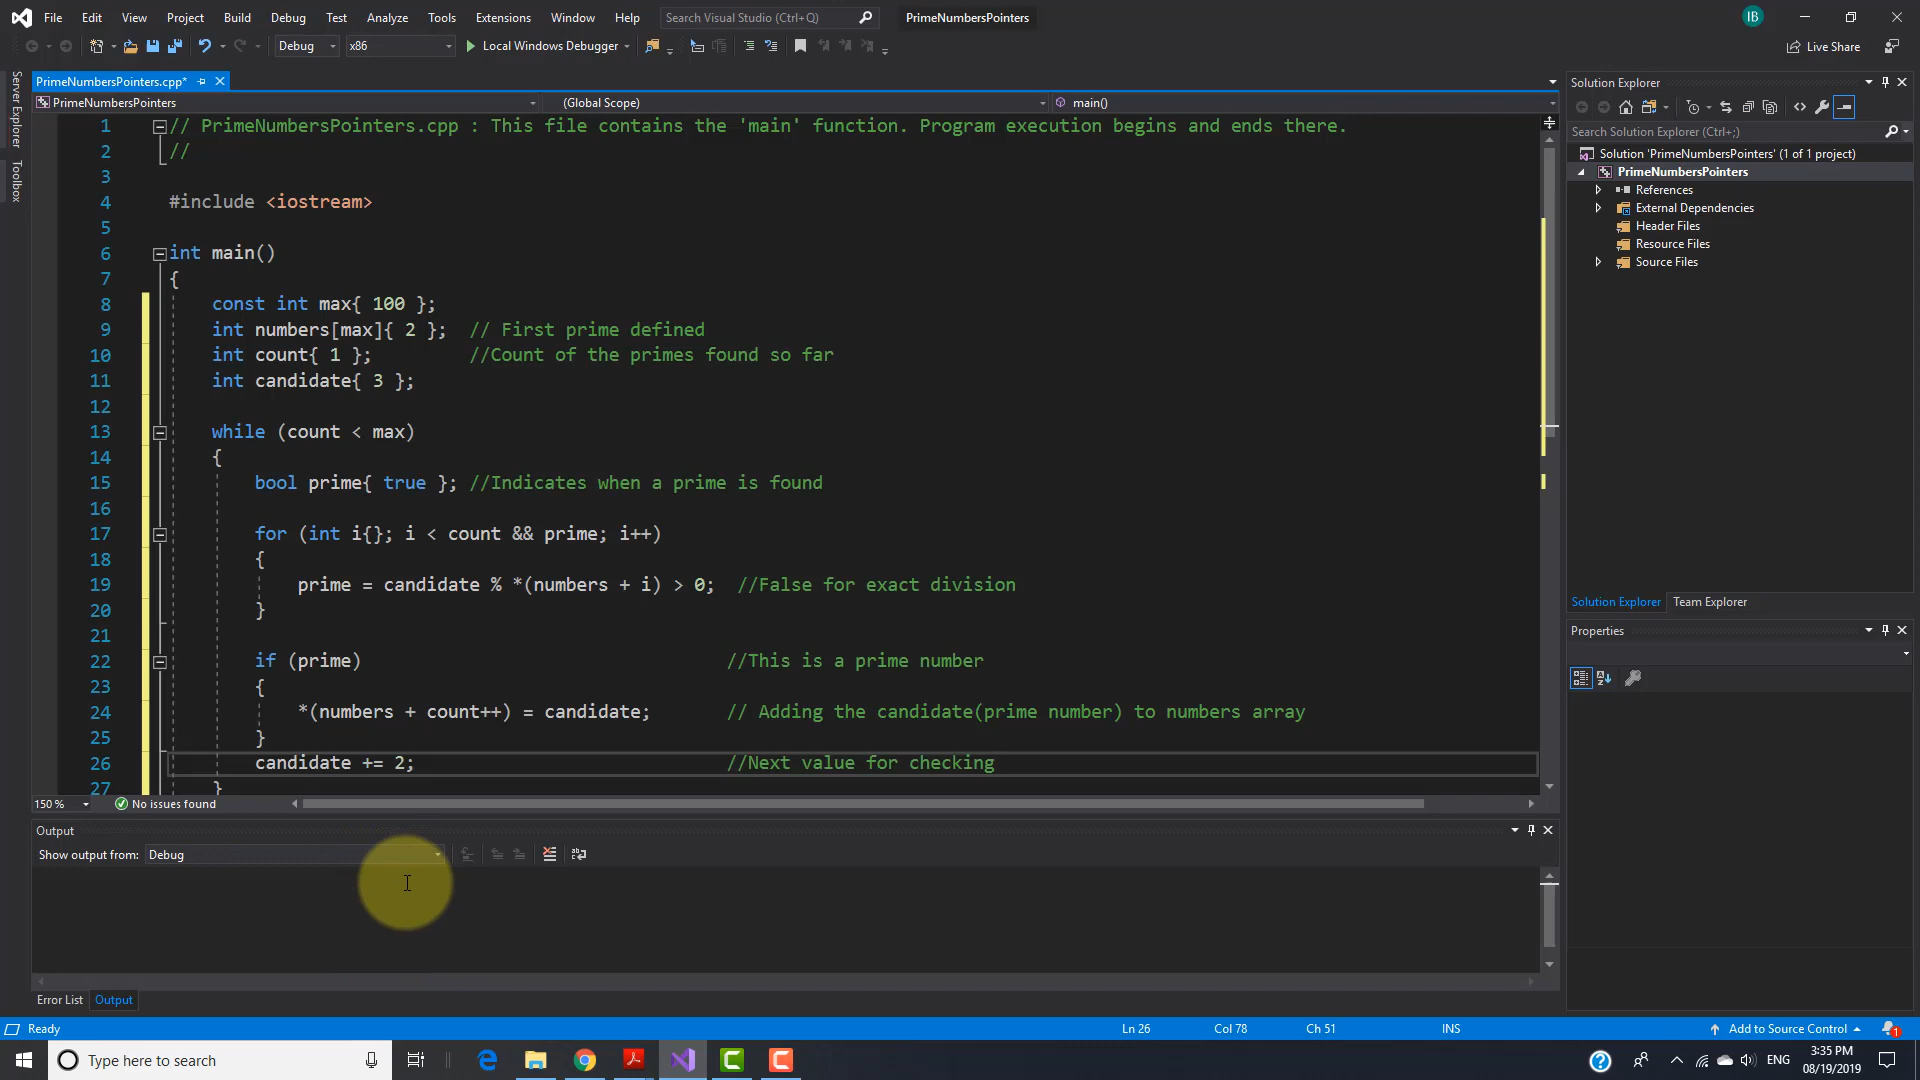 File Edit View Project Build Debug Test Analyze Tools Extensions Window Help Search Visual Studio (Ctrl+Q) PrimeNumbersPointers IB
Debug x86 Local Windows Debugger Live Share
Server Explorer
Toolbox
PrimeNumbersPointers.cpp*
PrimeNumbersPointers (Global Scope) main()
1 // PrimeNumbersPointers.cpp : This file contains the 'main' function. Program execution begins and ends there.
2 //
3
4 #include <iostream>
5
6 int main()
7 {
8 const int max{ 100 };
9 int numbers[max]{ 2 }; // First prime defined
10 int count{ 1 }; //Count of the primes found so far
11 int candidate{ 3 };
12
13 while (count < max)
14 {
15 bool prime{ true }; //Indicates when a prime is found
16
17 for (int i{}; i < count && prime; i++)
18 {
19 prime = candidate % *(numbers + i) > 0; //False for exact division
20 }
21
22 if (prime) //This is a prime number
23 {
24 *(numbers + count++) = candidate; // Adding the candidate(prime number) to numbers array
25 }
26 candidate += 2; //Next value for checking
27 }
150 % No issues found
Output
Show output from: Debug
Error List Output
Solution Explorer
Search Solution Explorer (Ctrl+;)
Solution 'PrimeNumbersPointers' (1 of 1 project)
PrimeNumbersPointers
References
External Dependencies
Header Files
Resource Files
Source Files
Solution Explorer Team Explorer
Properties
Ready Ln 26 Col 78 Ch 51 INS Add to Source Control 1
Type here to search ENG 3:35 PM
08/19/2019